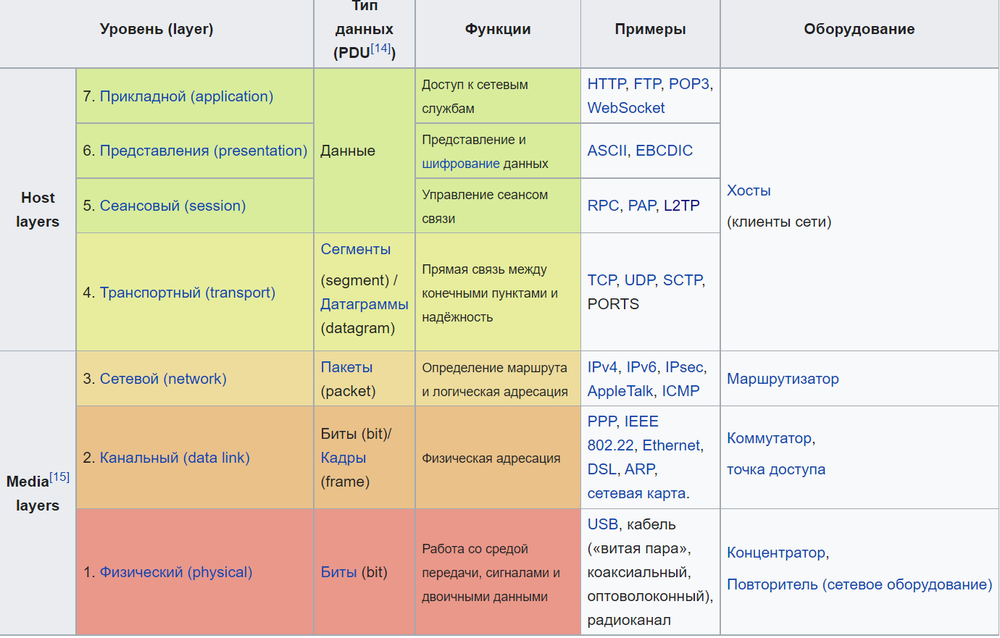 Уровень (layer)
Тип
данных
(PDU[14])
Функции
Примеры
Оборудование
Host
layers
7. Прикладной (application)
Данные
Доступ к сетевым
службам
HTTP, FTP, POP3,
WebSocket
Хосты
(клиенты сети)
6. Представления (presentation)
Представление и
шифрование данных
ASCII, EBCDIC
5. Сеансовый (session)
Управление сеансом
связи
RPC, PAP, L2TP
4. Транспортный (transport)
Сегменты
(segment) /
Датаграммы
(datagram)
Прямая связь между
конечными пунктами и
надёжность
TCP, UDP, SCTP,
PORTS
Media[15]
layers
3. Сетевой (network)
Пакеты
(packet)
Определение маршрута
и логическая адресация
IPv4, IPv6, IPsec,
AppleTalk, ICMP
Маршрутизатор
2. Канальный (data link)
Биты (bit)/
Кадры
(frame)
Физическая адресация
PPP, IEEE
802.22, Ethernet,
DSL, ARP,
сетевая карта.
Коммутатор,
точка доступа
1. Физический (physical)
Биты (bit)
Работа со средой
передачи, сигналами и
двоичными данными
USB, кабель
(«витая пара»,
коаксиальный,
оптоволоконный),
радиоканал
Концентратор,
Повторитель (сетевое оборудование)